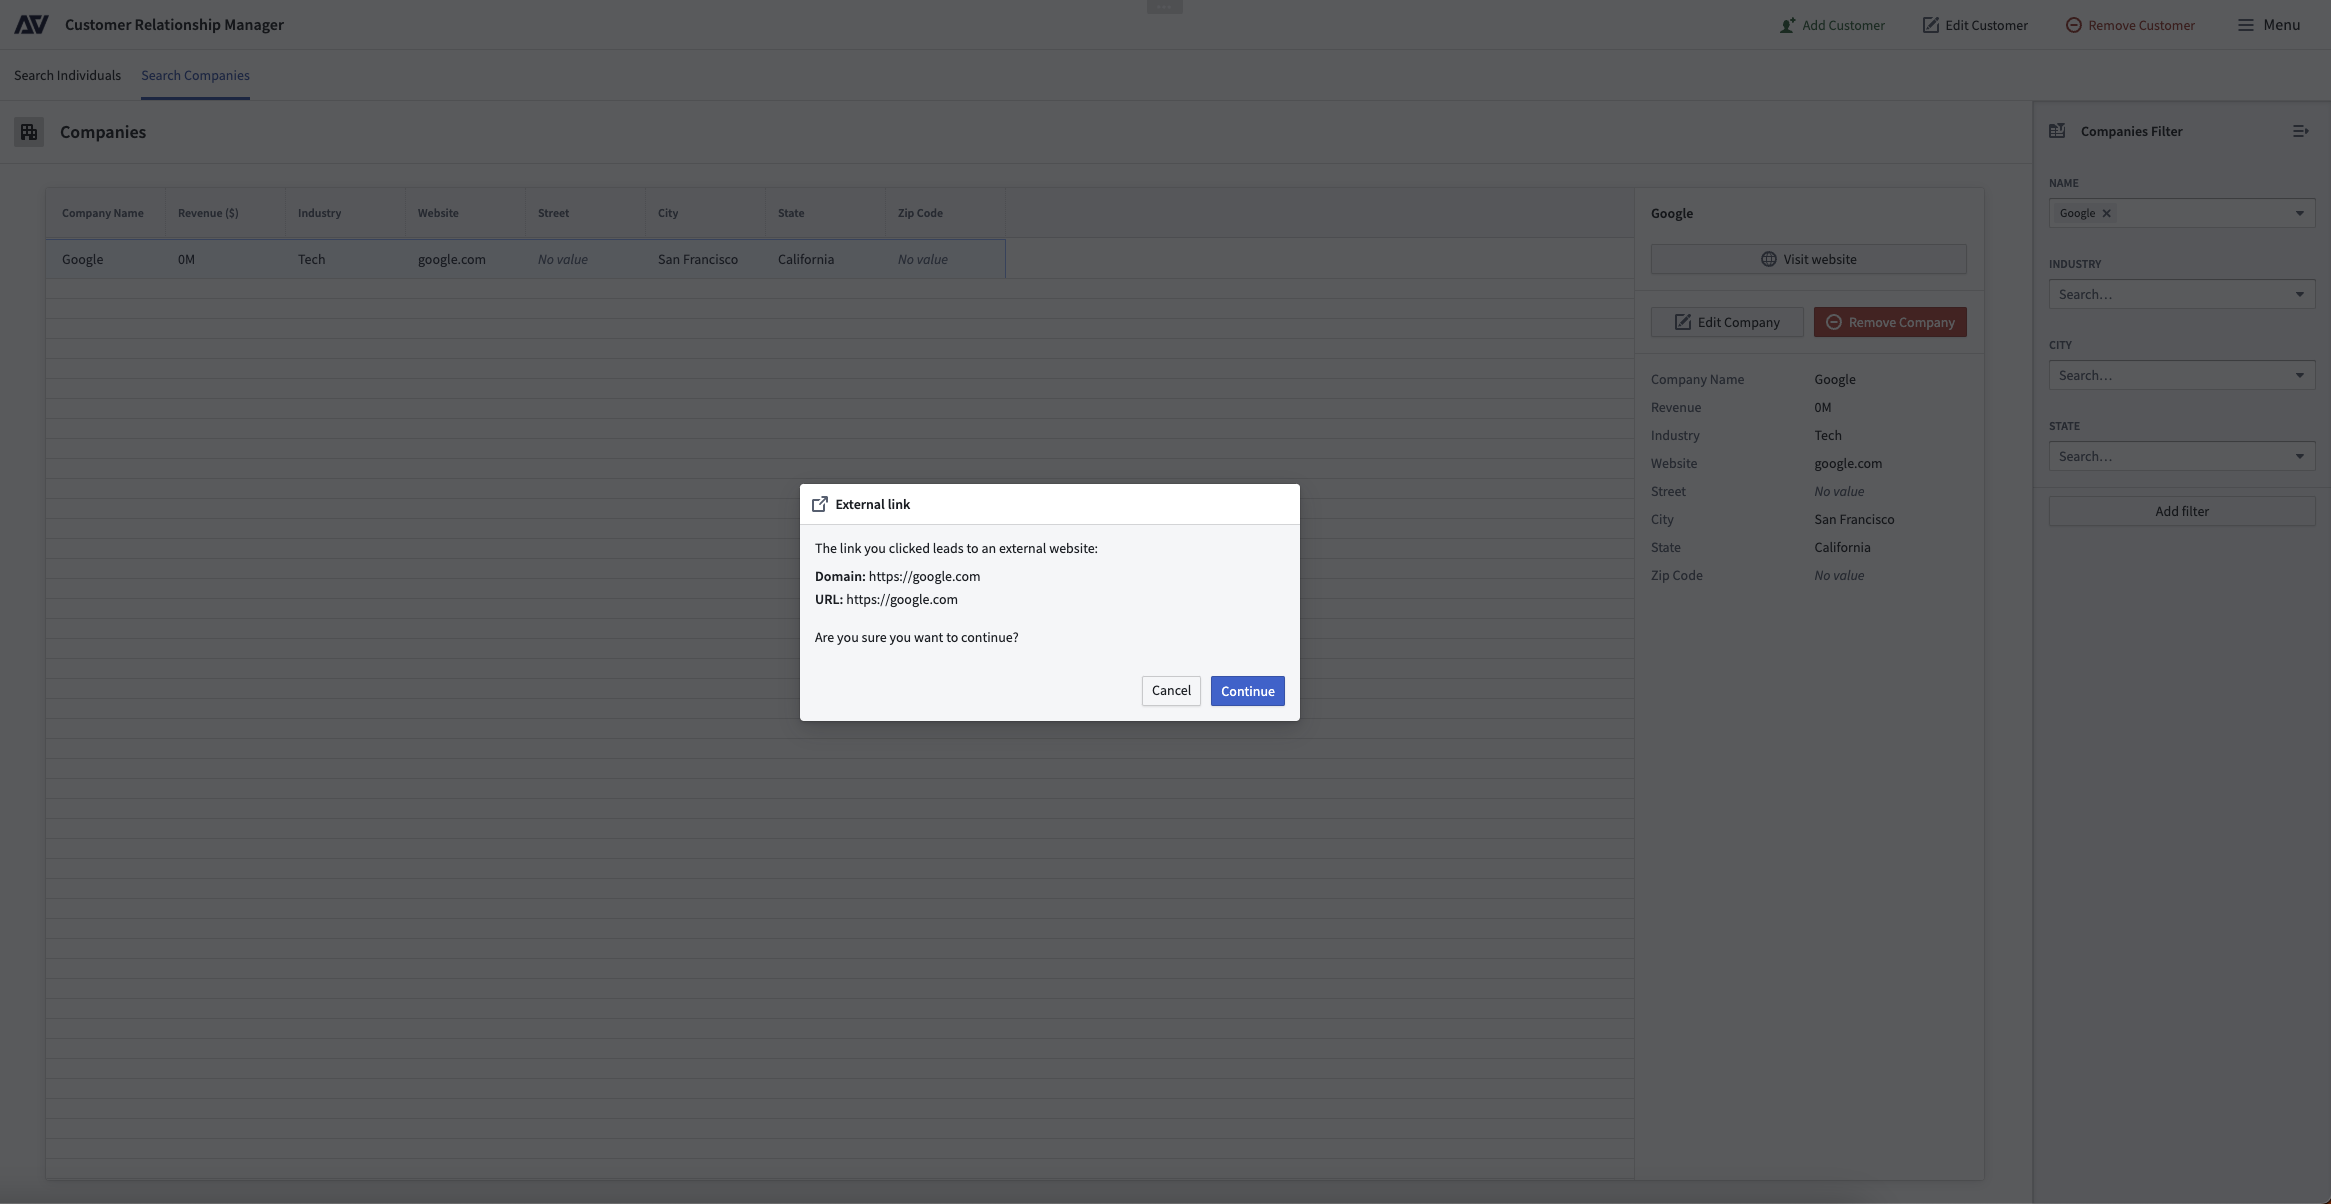 Customer Relationship Manager
Add Customer
Edit Customer
Remove Customer
Menu
Search Individuals
Search Companies
Companies
Company Name
Revenue ($)
Industry
Website
Street
City
State
Zip Code
Google
0M
Tech
google.com
No value
San Francisco
California
No value
Google
Visit website
Edit Company
Remove Company
Company Name Google
Revenue 0M
Industry Tech
Website google.com
Street No value
City San Francisco
State California
Zip Code No value
Companies Filter
NAME
Google
INDUSTRY
Search...
CITY
Search...
STATE
Search...
Add filter
External link
The link you clicked leads to an external website:
Domain: https://google.com
URL: https://google.com
Are you sure you want to continue?
Cancel
Continue